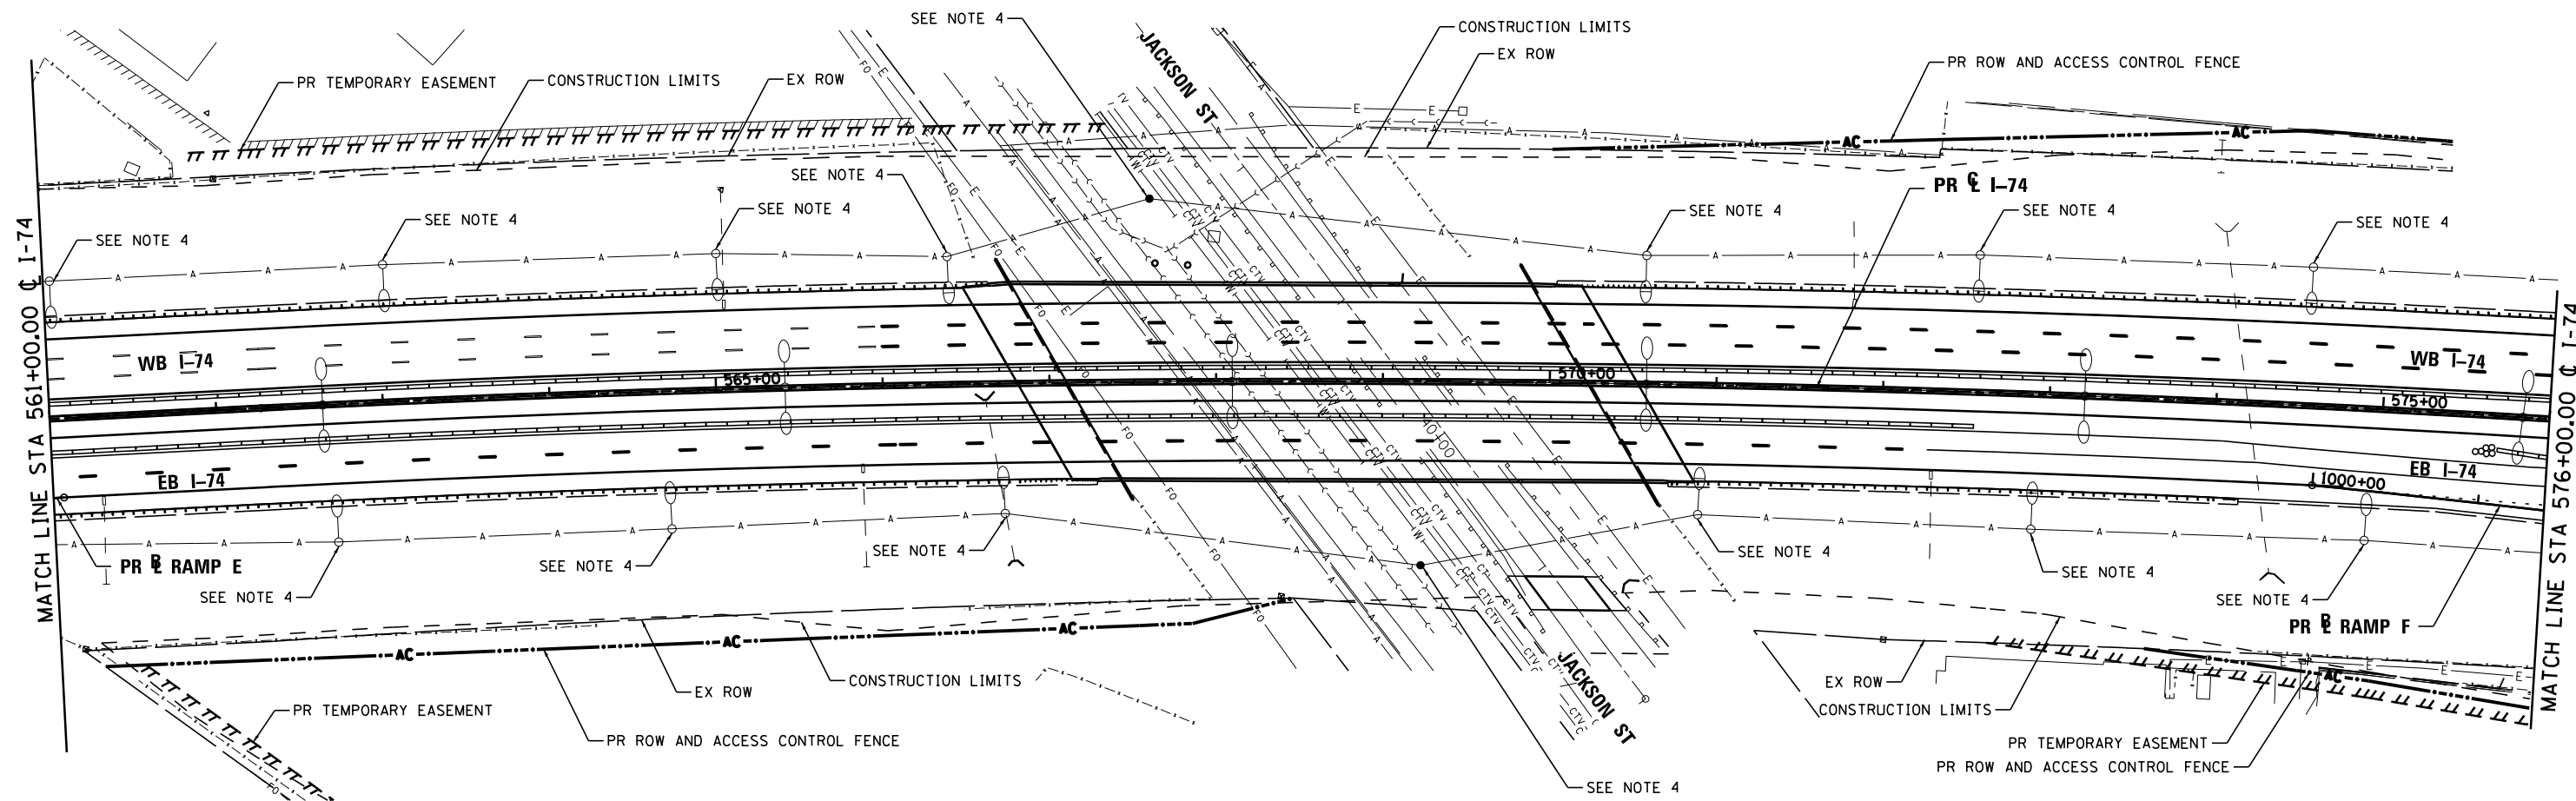 SEE NOTE 4
CONSTRUCTION LIMITS
EX ROW
JACKSON ST
PR TEMPORARY EASEMENT
CONSTRUCTION LIMITS
EX ROW
PR ROW AND ACCESS CONTROL FENCE
AC
AC
SEE NOTE 4
PR ℄ I-74
SEE NOTE 4
SEE NOTE 4
SEE NOTE 4
SEE NOTE 4
SEE NOTE 4
SEE NOTE 4
MATCH LINE STA 561+00.00 ℄ I-74
WB I-74
565+00
570+00
WB I-74
575+00
MATCH LINE STA 576+00.00 ℄ I-74
40+00
EB I-74
EB I-74
1000+00
PR BL RAMP E
SEE NOTE 4
SEE NOTE 4
SEE NOTE 4
SEE NOTE 4
SEE NOTE 4
SEE NOTE 4
PR BL RAMP F
AC
AC
AC
AC
JACKSON ST
EX ROW
CONSTRUCTION LIMITS
EX ROW
CONSTRUCTION LIMITS
PR TEMPORARY EASEMENT
PR ROW AND ACCESS CONTROL FENCE
PR TEMPORARY EASEMENT
PR ROW AND ACCESS CONTROL FENCE
SEE NOTE 4